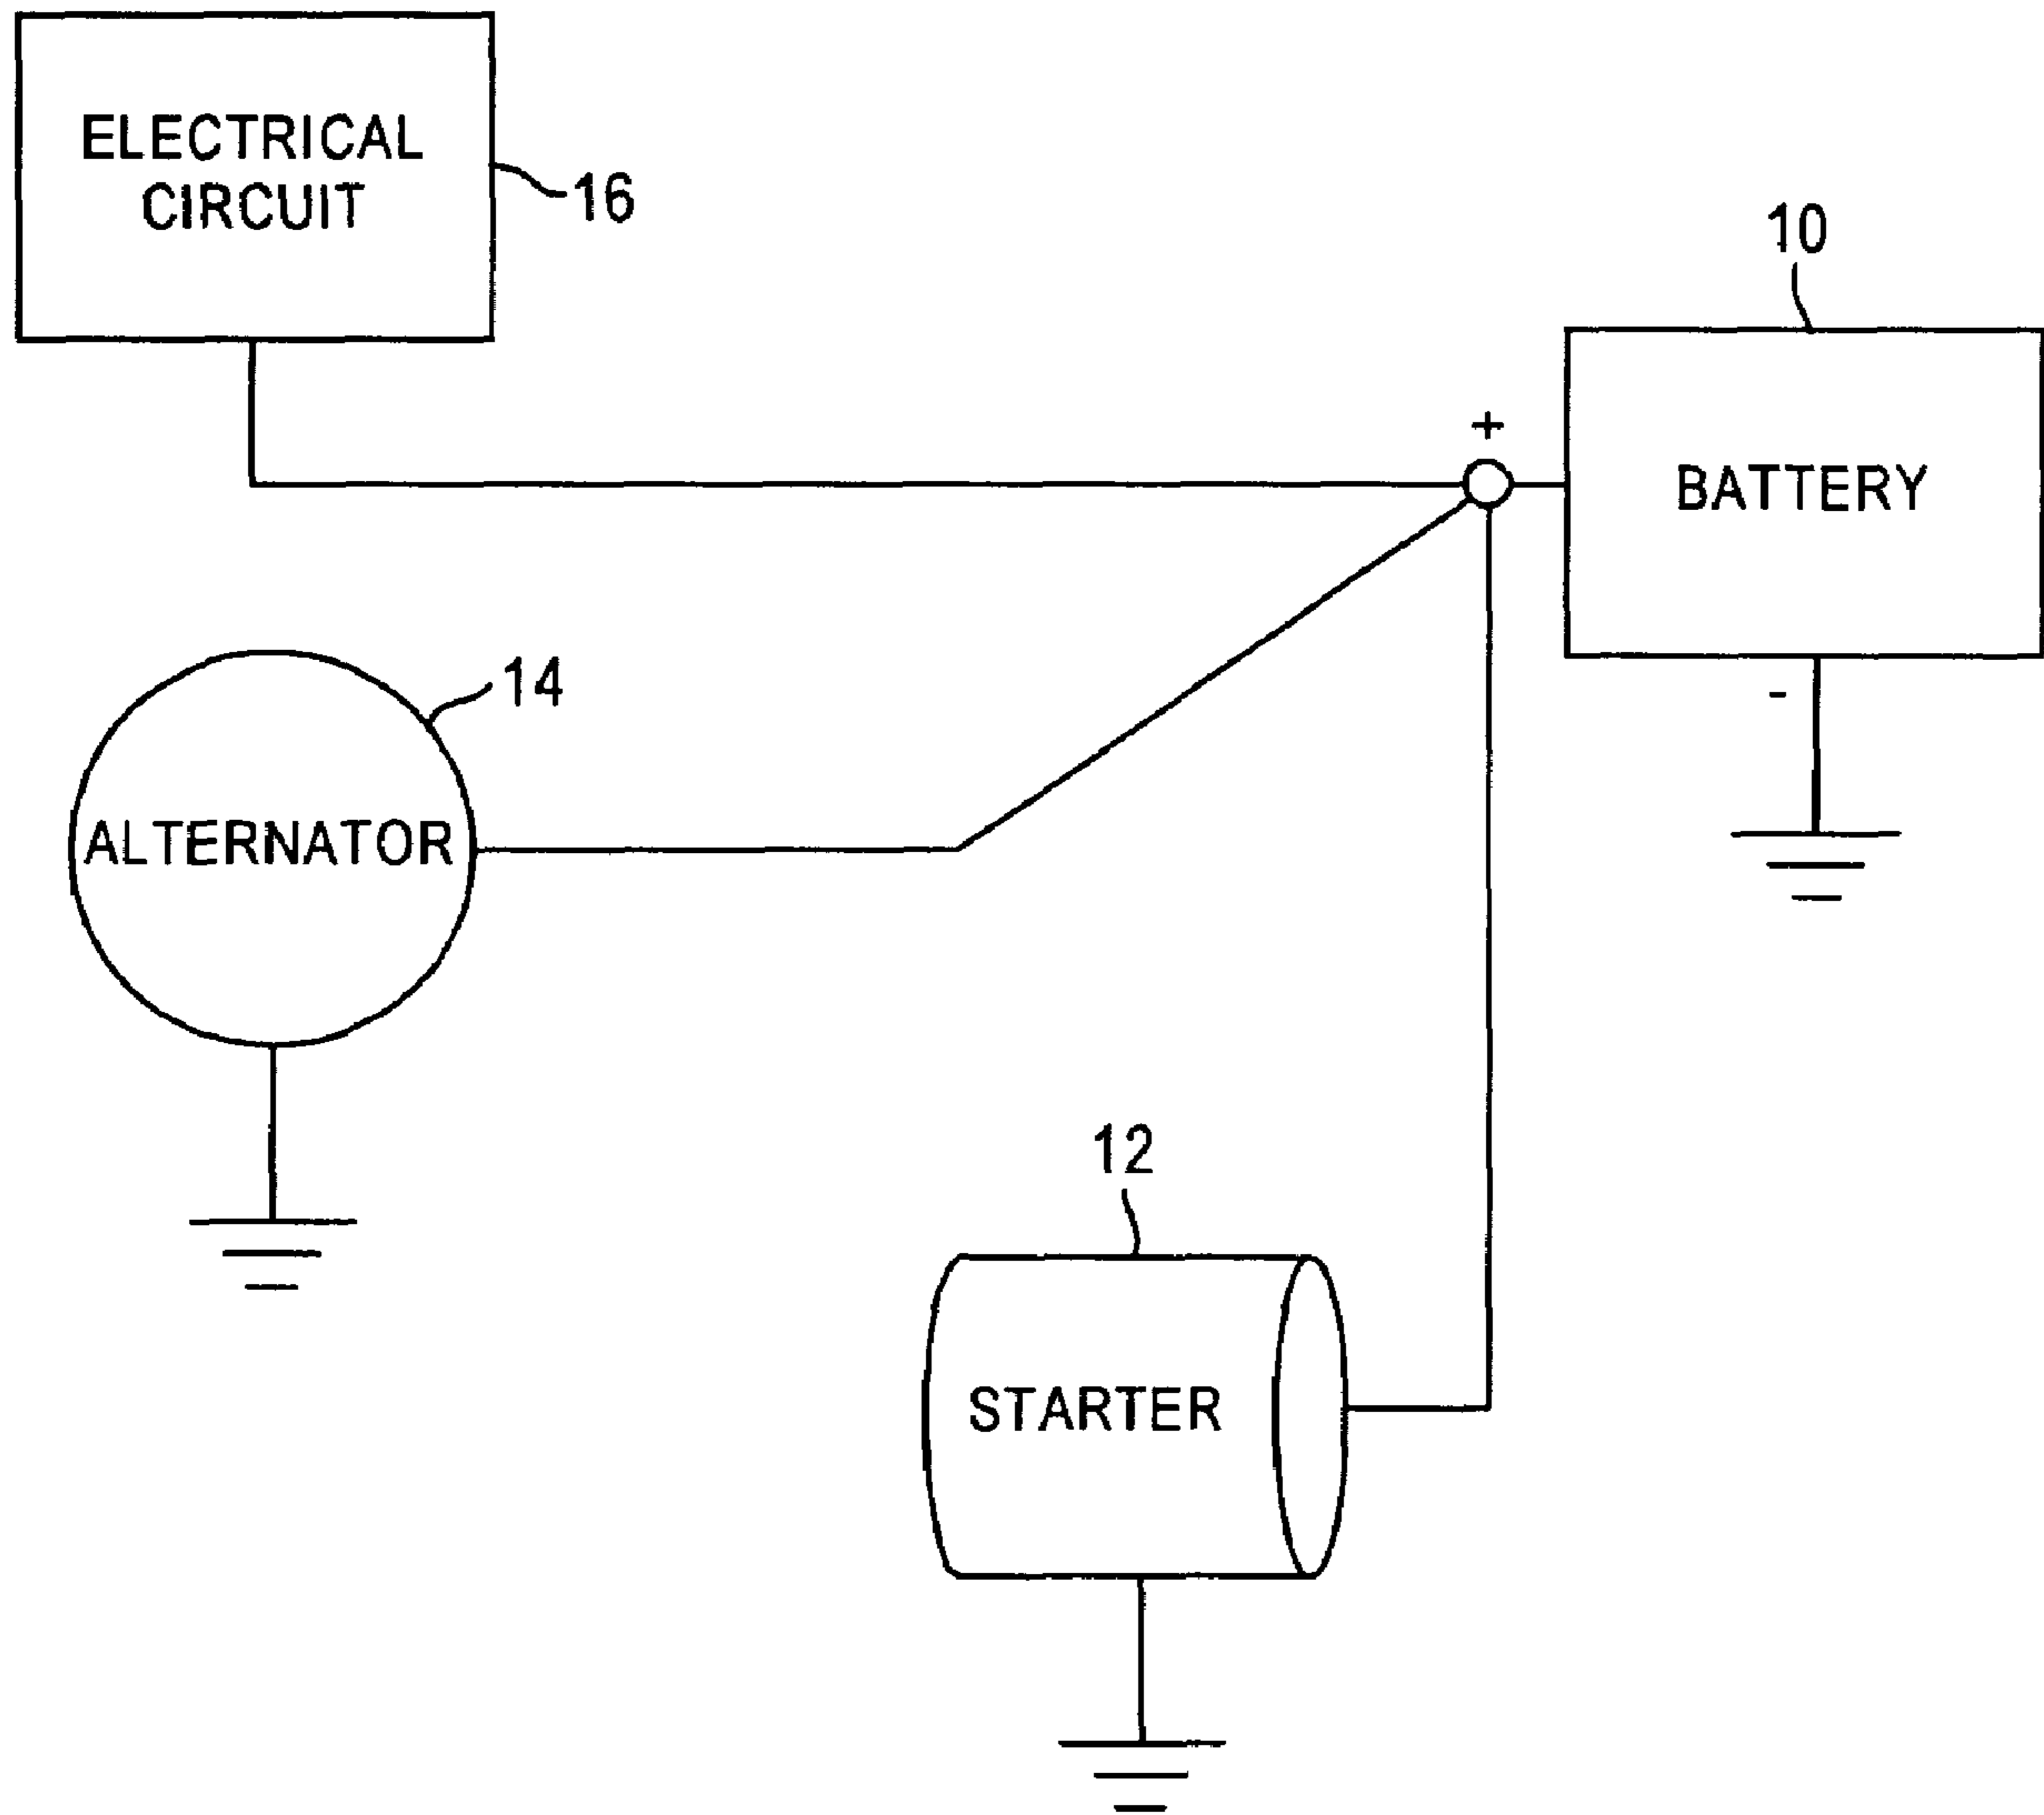 ELECTRICAL
CIRCUIT
16
10
+
BATTERY
-
14
ALTERNATOR
12
STARTER